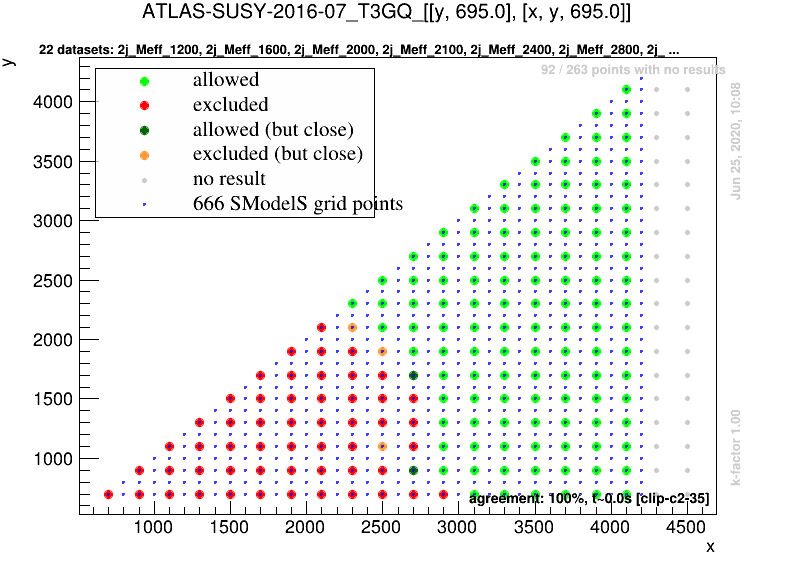 ATLAS-SUSY-2016-07_T3GQ_[[y, 695.0], [x, y, 695.0]]
22 datasets: 2j_Meff_1200, 2j_Meff_1600, 2j_Meff_2000, 2j_Meff_2100, 2j_Meff_2400, 2j_Meff_2800, 2j_ ...
y
92 / 263 points with no results
allowed
excluded
allowed (but close)
excluded (but close)
no result
666 SModelS grid points
Jun 25, 2020, 10:08
k-factor 1.00
4000
3500
3000
2500
2000
1500
1000
agreement: 100%, t~0.0s [clip-c2-35]
1000 1500 2000 2500 3000 3500 4000 4500
x